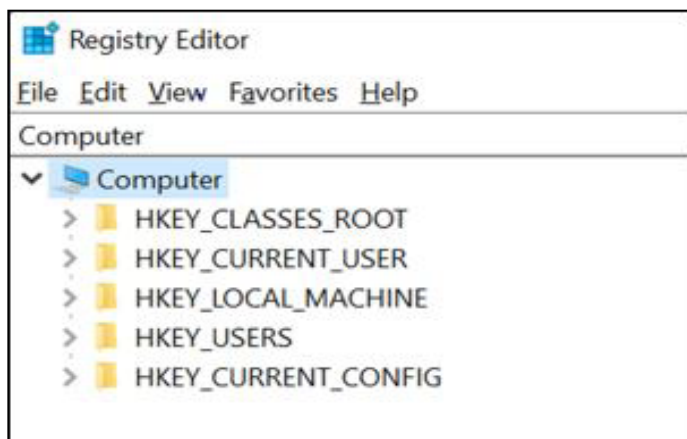 Registry Editor
File Edit View Favorites Help
Computer
Computer
HKEY_CLASSES_ROOT
HKEY_CURRENT_USER
HKEY_LOCAL_MACHINE
HKEY_USERS
HKEY_CURRENT_CONFIG